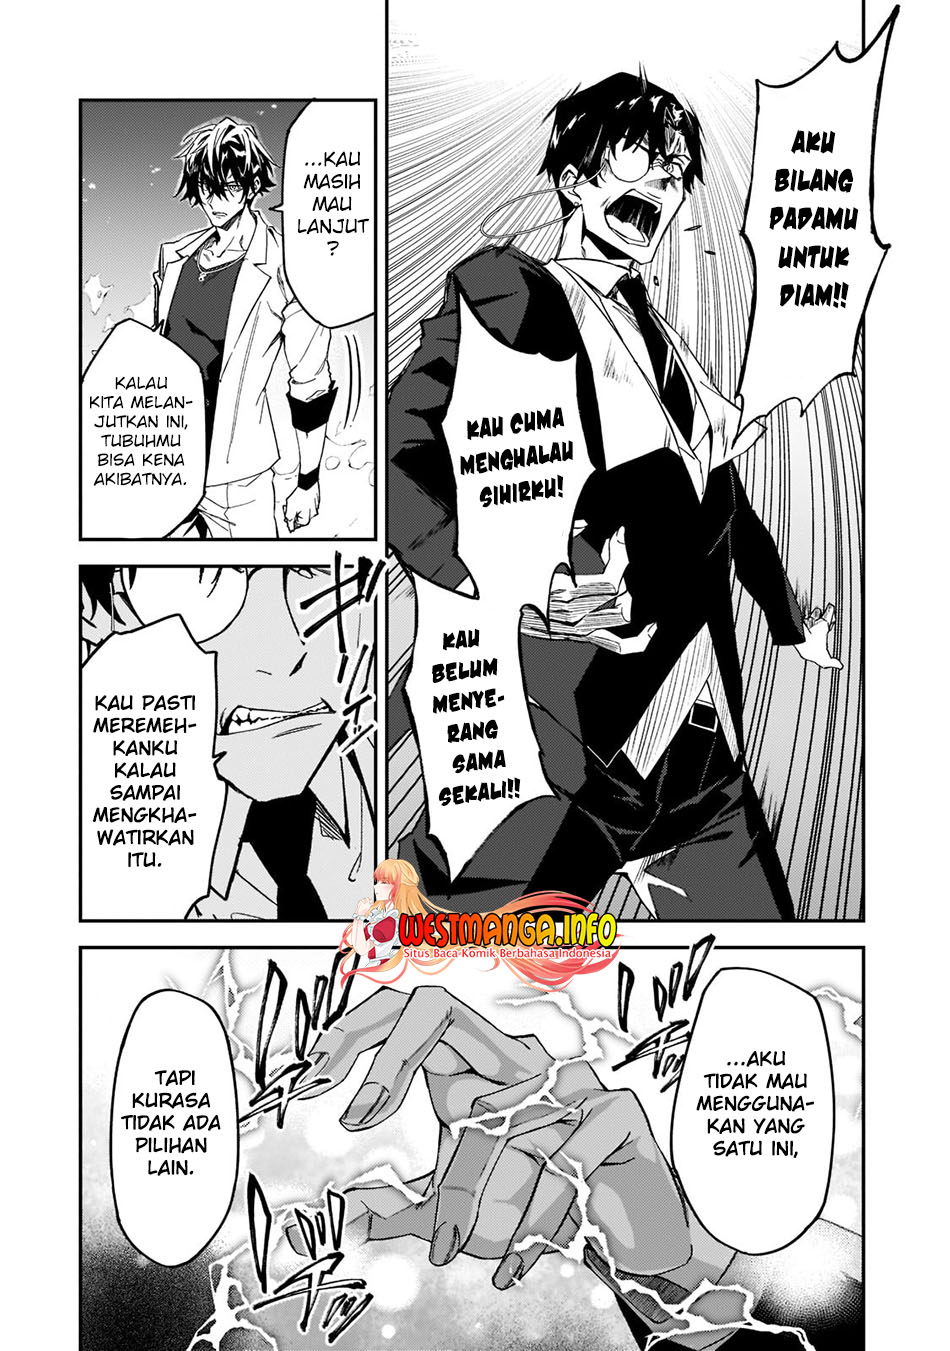 AKU
BILANG
PADAMU
UNTUK
DIAM!!
KAU CUMA
MENGHALAU
SIHIRKU!
KAU
BELUM
MENYE-
RANG
SAMA
SEKALI!!
...KAU
MASIH
MAU
LANJUT
?
KALAU
KITA MELAN-
JUTKAN INI,
TUBUHMU
BISA KENA
AKIBATNYA.
KAU PASTI
MEREMEH-
KANKU
KALAU
SAMPAI
MENGKHA-
WATIRKAN
ITU.
WESTMANGA.INFO
Situs Baca Komik Berbahasa Indonesia
...AKU
TIDAK MAU
MENGGUNA-
KAN YANG
SATU INI,
TAPI
KURASA
TIDAK ADA
PILIHAN
LAIN.